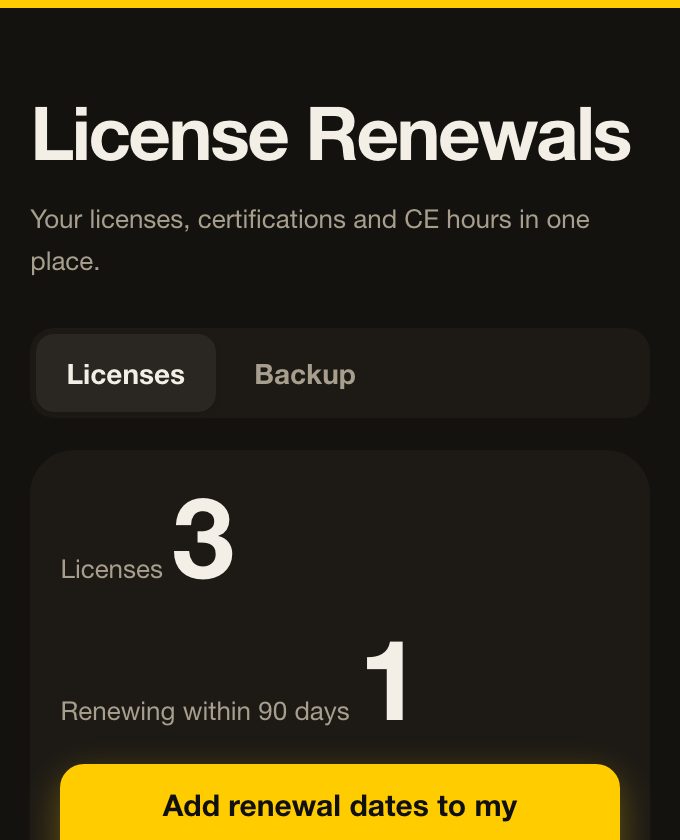 License Renewals
Your licenses, certifications and CE hours in one
place.
Licenses
Backup
Licenses 3
Renewing within 90 days 1
Add renewal dates to my